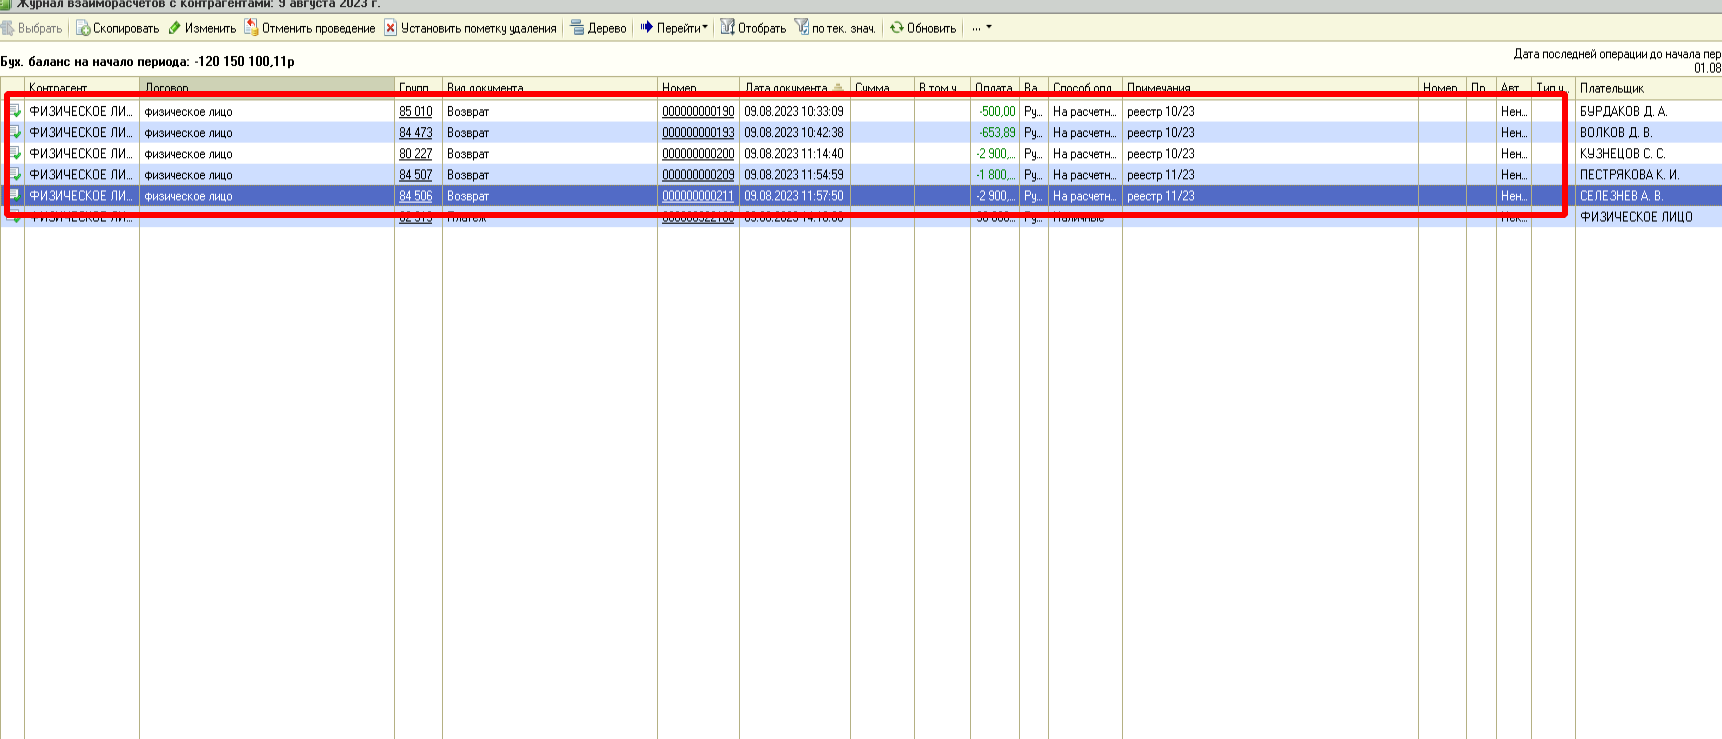 Журнал взаиморасчетов с контрагентами: 9 августа 2023 г.
Выбрать Скопировать Изменить Отменить проведение Установить пометку удаления Дерево Перейти Отобрать по тек. знач. Обновить ...
Дата последней операции до начала пер
Бух. баланс на начало периода: -120 150 100,11р
01.08
Контрагент Договор Групп Вид документа Номер Дата документа Сумма В том ч Оплата Ва Способ опл Примечания Номер Пр Авт Тип ч.. Плательщик
ФИЗИЧЕСКОЕ ЛИ... физическое лицо 85 010 Возврат 000000000190 09.08.2023 10:33:09 -500,00 Ру... На расчетн... реестр 10/23 Нен... БУРДАКОВ Д. А.
ФИЗИЧЕСКОЕ ЛИ... физическое лицо 84 473 Возврат 000000000193 09.08.2023 10:42:38 -653,89 Ру... На расчетн... реестр 10/23 Нен... ВОЛКОВ Д. В.
ФИЗИЧЕСКОЕ ЛИ... физическое лицо 80 227 Возврат 000000000200 09.08.2023 11:14:40 -2 900,... Ру... На расчетн... реестр 10/23 Нен... КУЗНЕЦОВ С. С.
ФИЗИЧЕСКОЕ ЛИ... физическое лицо 84 507 Возврат 000000000209 09.08.2023 11:54:59 -1 800,... Ру... На расчетн... реестр 11/23 Нен... ПЕСТРЯКОВА К. И.
ФИЗИЧЕСКОЕ ЛИ... физическое лицо 84 506 Возврат 000000000211 09.08.2023 11:57:50 -2 900,... Ру... На расчетн... реестр 11/23 Нен... СЕЛЕЗНЕВ А. В.
ФИЗИЧЕСКОЕ ЛИ... Платеж Ру... Наличные ФИЗИЧЕСКОЕ ЛИЦО